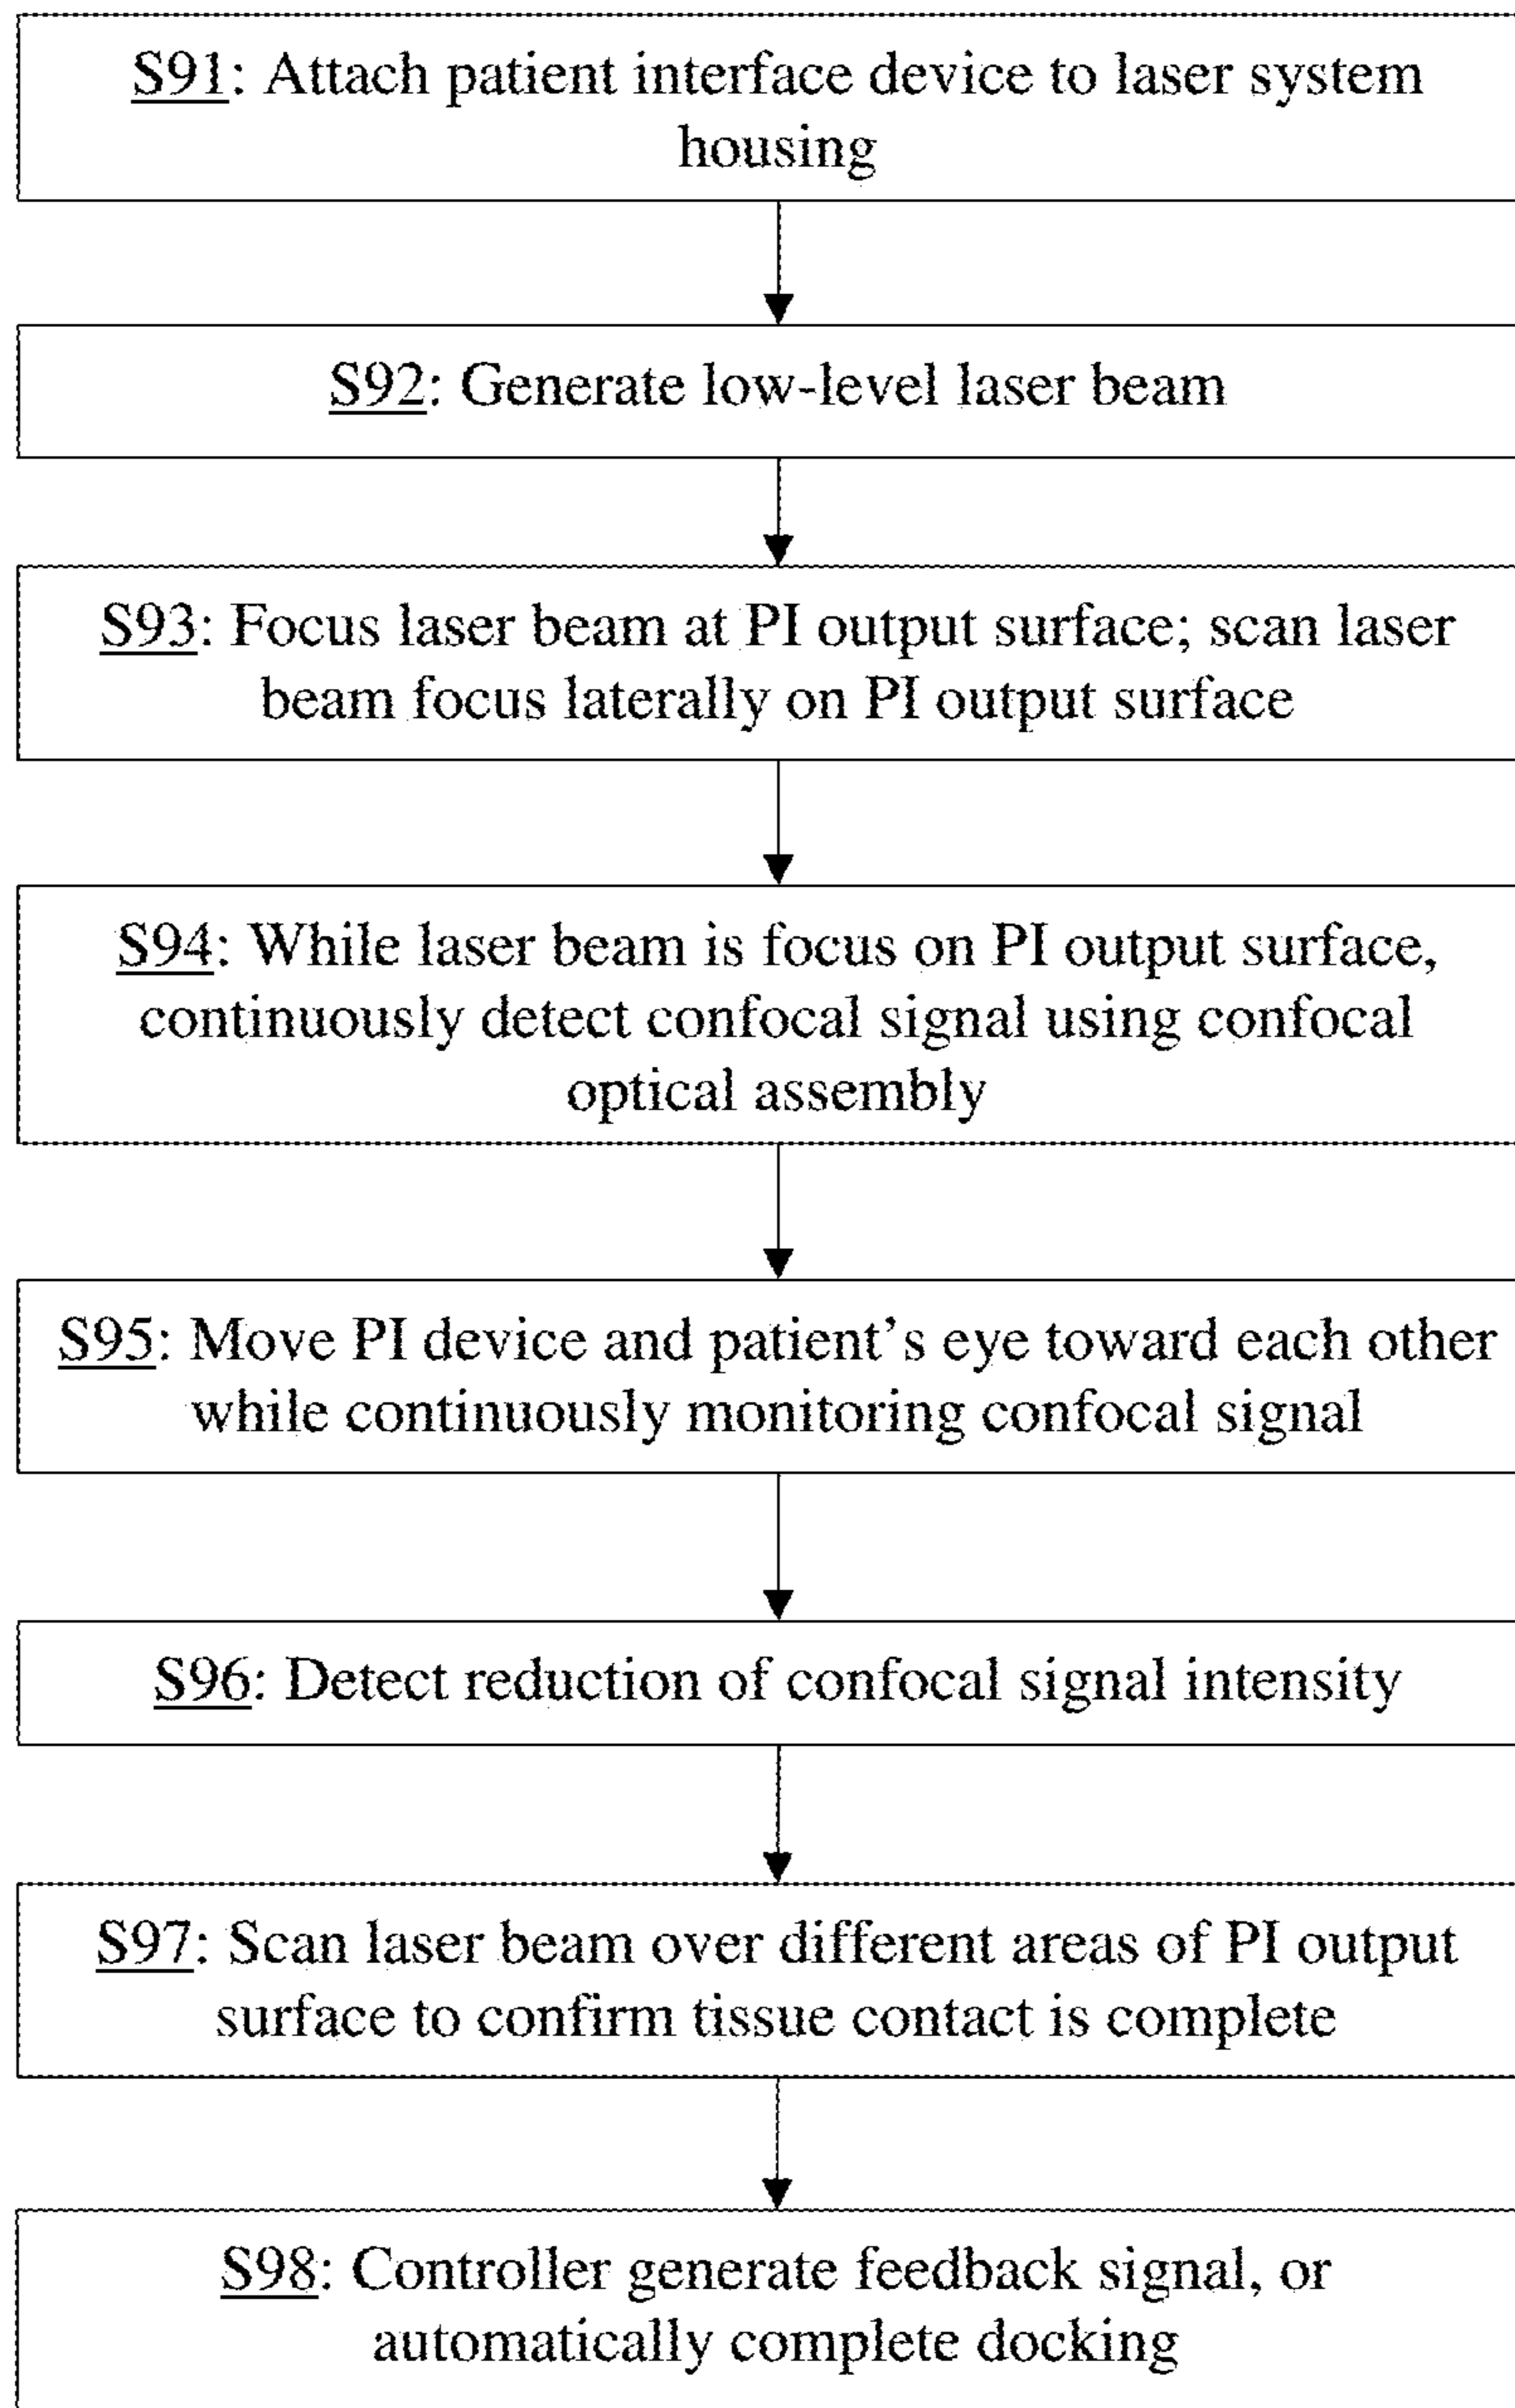 S91: Attach patient interface device to laser system
housing
S92: Generate low-level laser beam
S93: Focus laser beam at PI output surface; scan laser
beam focus laterally on PI output surface
S94: While laser beam is focus on PI output surface,
continuously detect confocal signal using confocal
optical assembly
S95: Move PI device and patient’s eye toward each other
while continuously monitoring confocal signal
S96: Detect reduction of confocal signal intensity
S97: Scan laser beam over different areas of PI output
surface to confirm tissue contact is complete
S98: Controller generate feedback signal, or
automatically complete docking